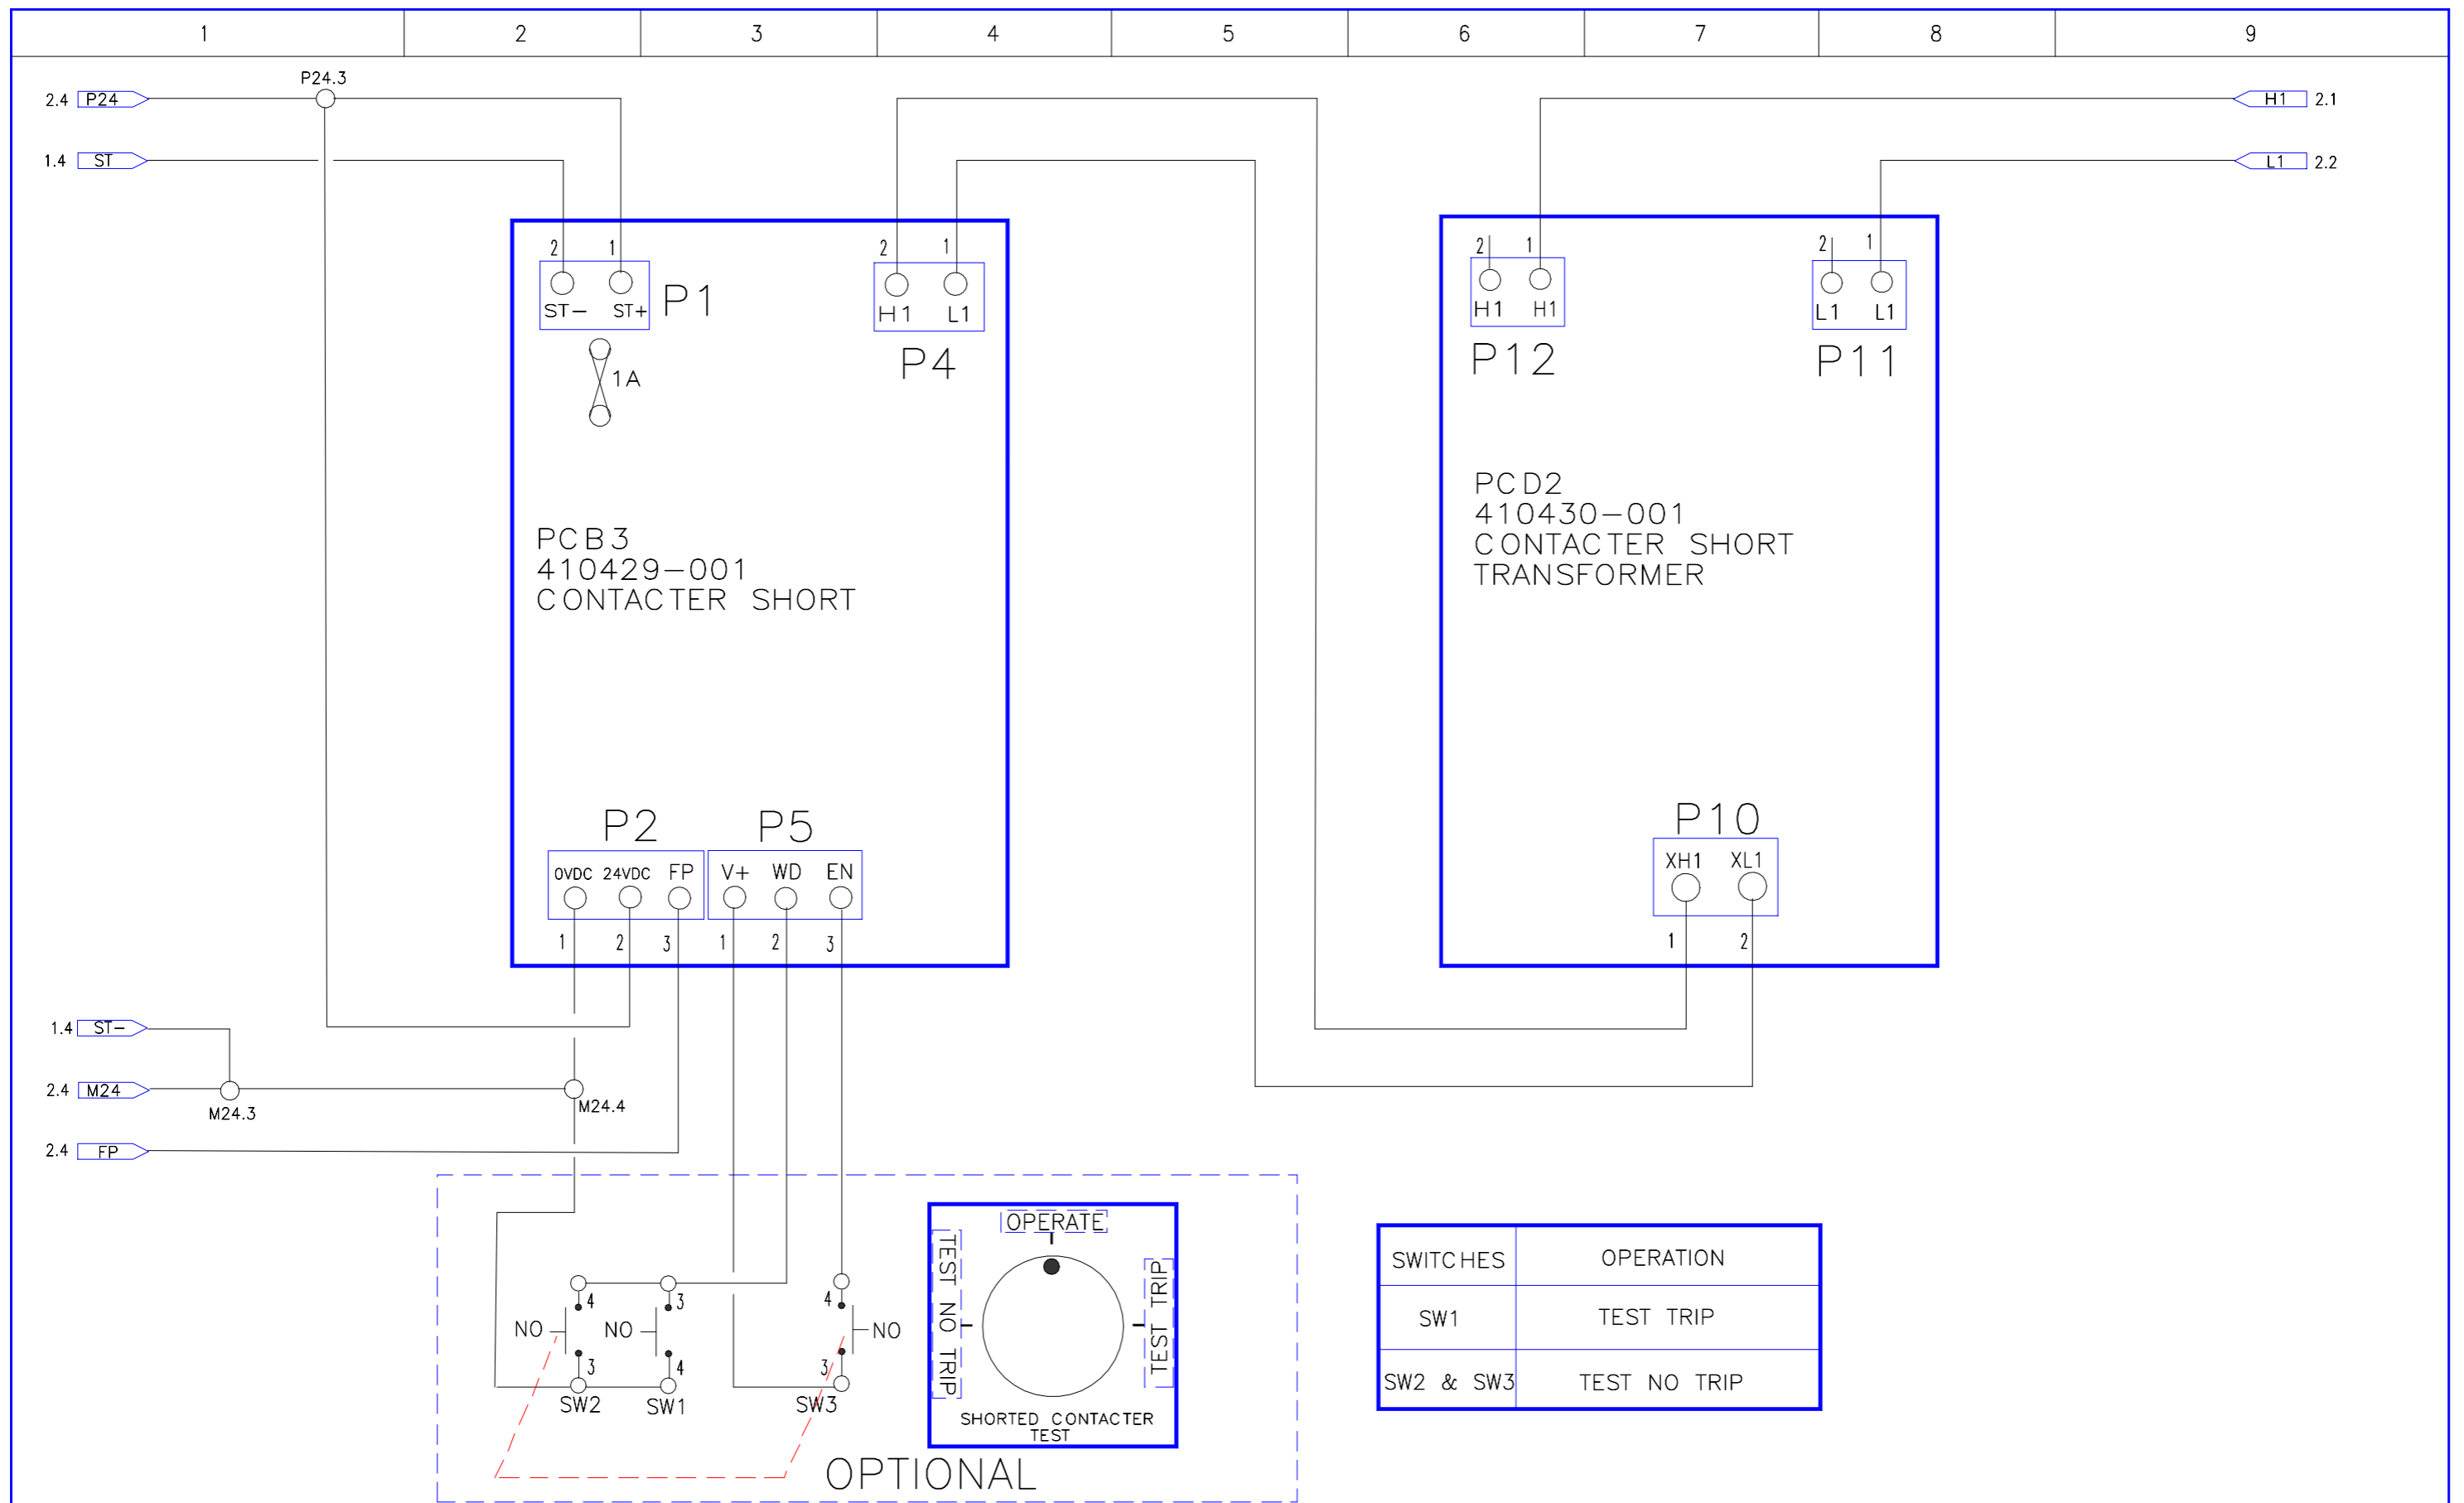 1 2 3 4 5 6 7 8 9
P24.3
2.4 P24
H1 2.1
1.4 ST
L1 2.2
2 1
ST- ST+
P1
1A
2 1
H1 L1
P4
2 1
H1 H1
P12
2 1
L1 L1
P11
PCB3
410429-001
CONTACTER SHORT
PCD2
410430-001
CONTACTER SHORT
TRANSFORMER
P2
0VDC 24VDC FP
1 2 3
P5
V+ WD EN
1 2 3
P10
XH1 XL1
1 2
1.4 ST-
2.4 M24
M24.3
M24.4
2.4 FP
4
NO
3
SW2
3
NO
4
SW1
4
NO
3
SW3
OPERATE
TEST NO TRIP
TEST TRIP
SHORTED CONTACTER
TEST
OPTIONAL
SWITCHES OPERATION
SW1 TEST TRIP
SW2 & SW3 TEST NO TRIP